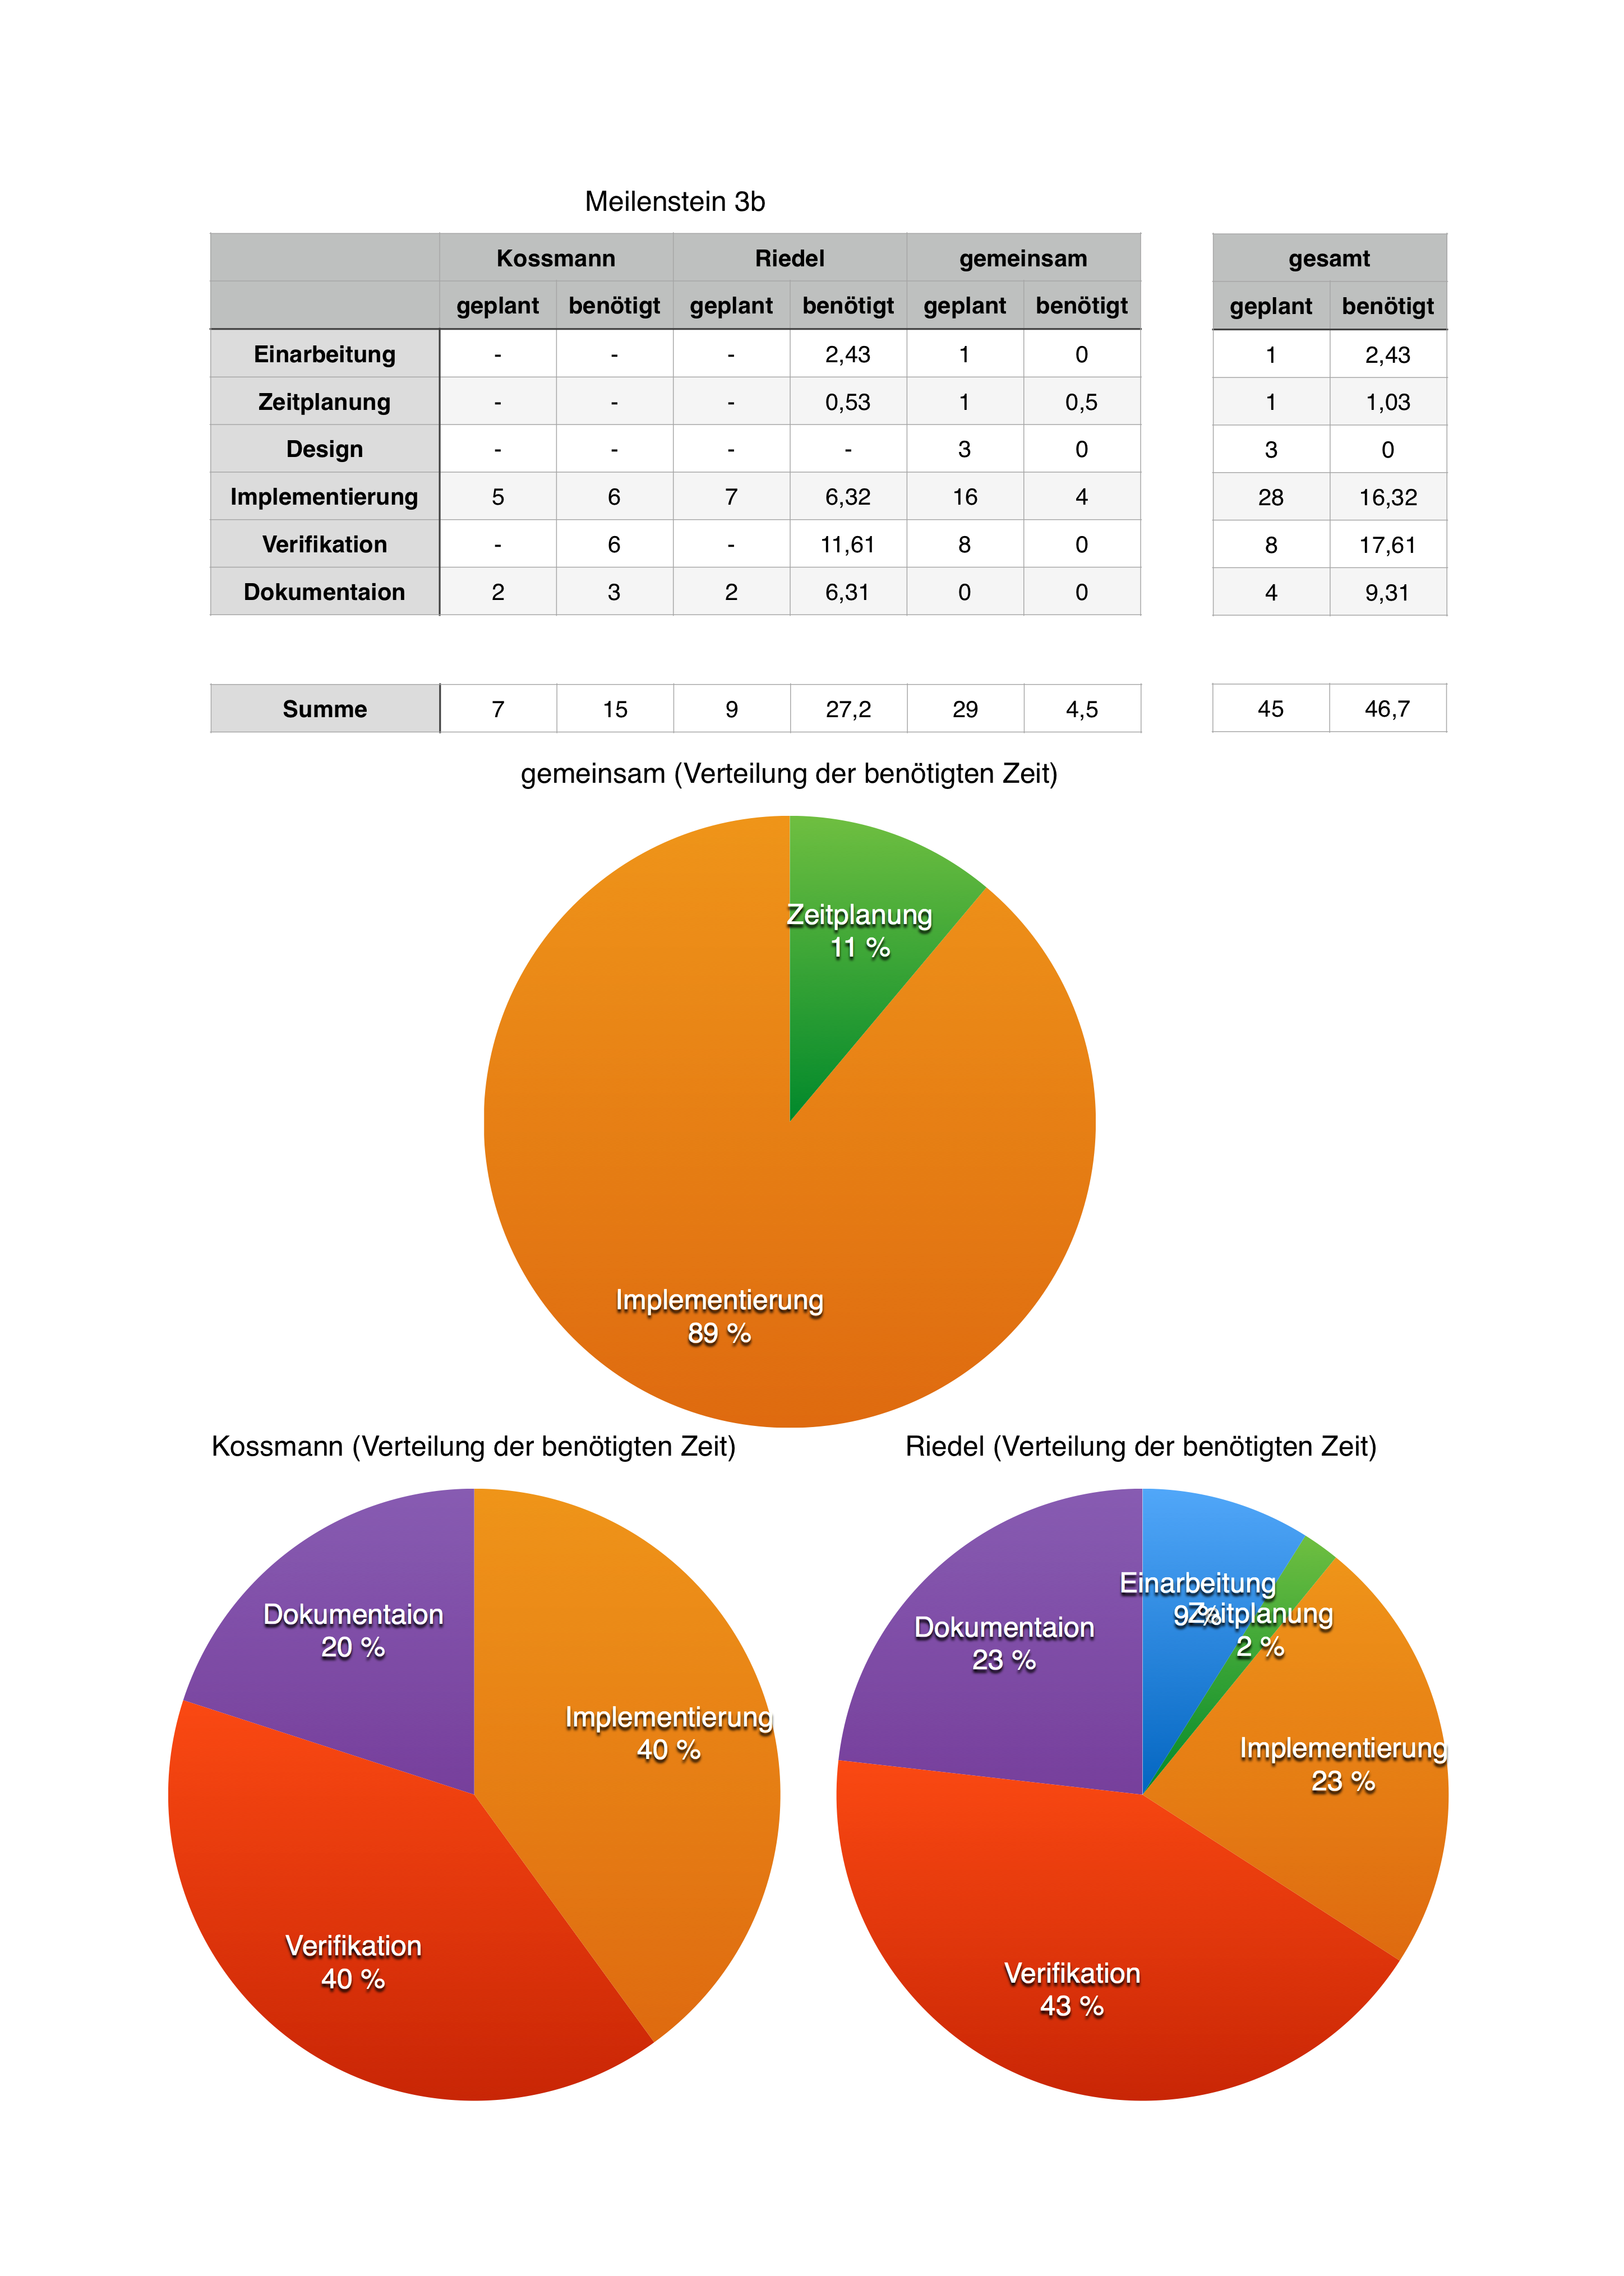 Meilenstein 3b
Kossmann Riedel gemeinsam gesamt
geplant benötigt geplant benötigt geplant benötigt geplant benötigt
Einarbeitung - - - 2,43 1 0 1 2,43
Zeitplanung - - - 0,53 1 0,5 1 1,03
Design - - - - 3 0 3 0
Implementierung 5 6 7 6,32 16 4 28 16,32
Verifikation - 6 - 11,61 8 0 8 17,61
Dokumentaion 2 3 2 6,31 0 0 4 9,31
Summe 7 15 9 27,2 29 4,5 45 46,7
gemeinsam (Verteilung der benötigten Zeit)
Zeitplanung
11 %
Implementierung
89 %
Kossmann (Verteilung der benötigten Zeit)
Dokumentaion
20 %
Implementierung
40 %
Verifikation
40 %
Riedel (Verteilung der benötigten Zeit)
Einarbeitung
9 %
Zeitplanung
2 %
Dokumentaion
23 %
Implementierung
23 %
Verifikation
43 %